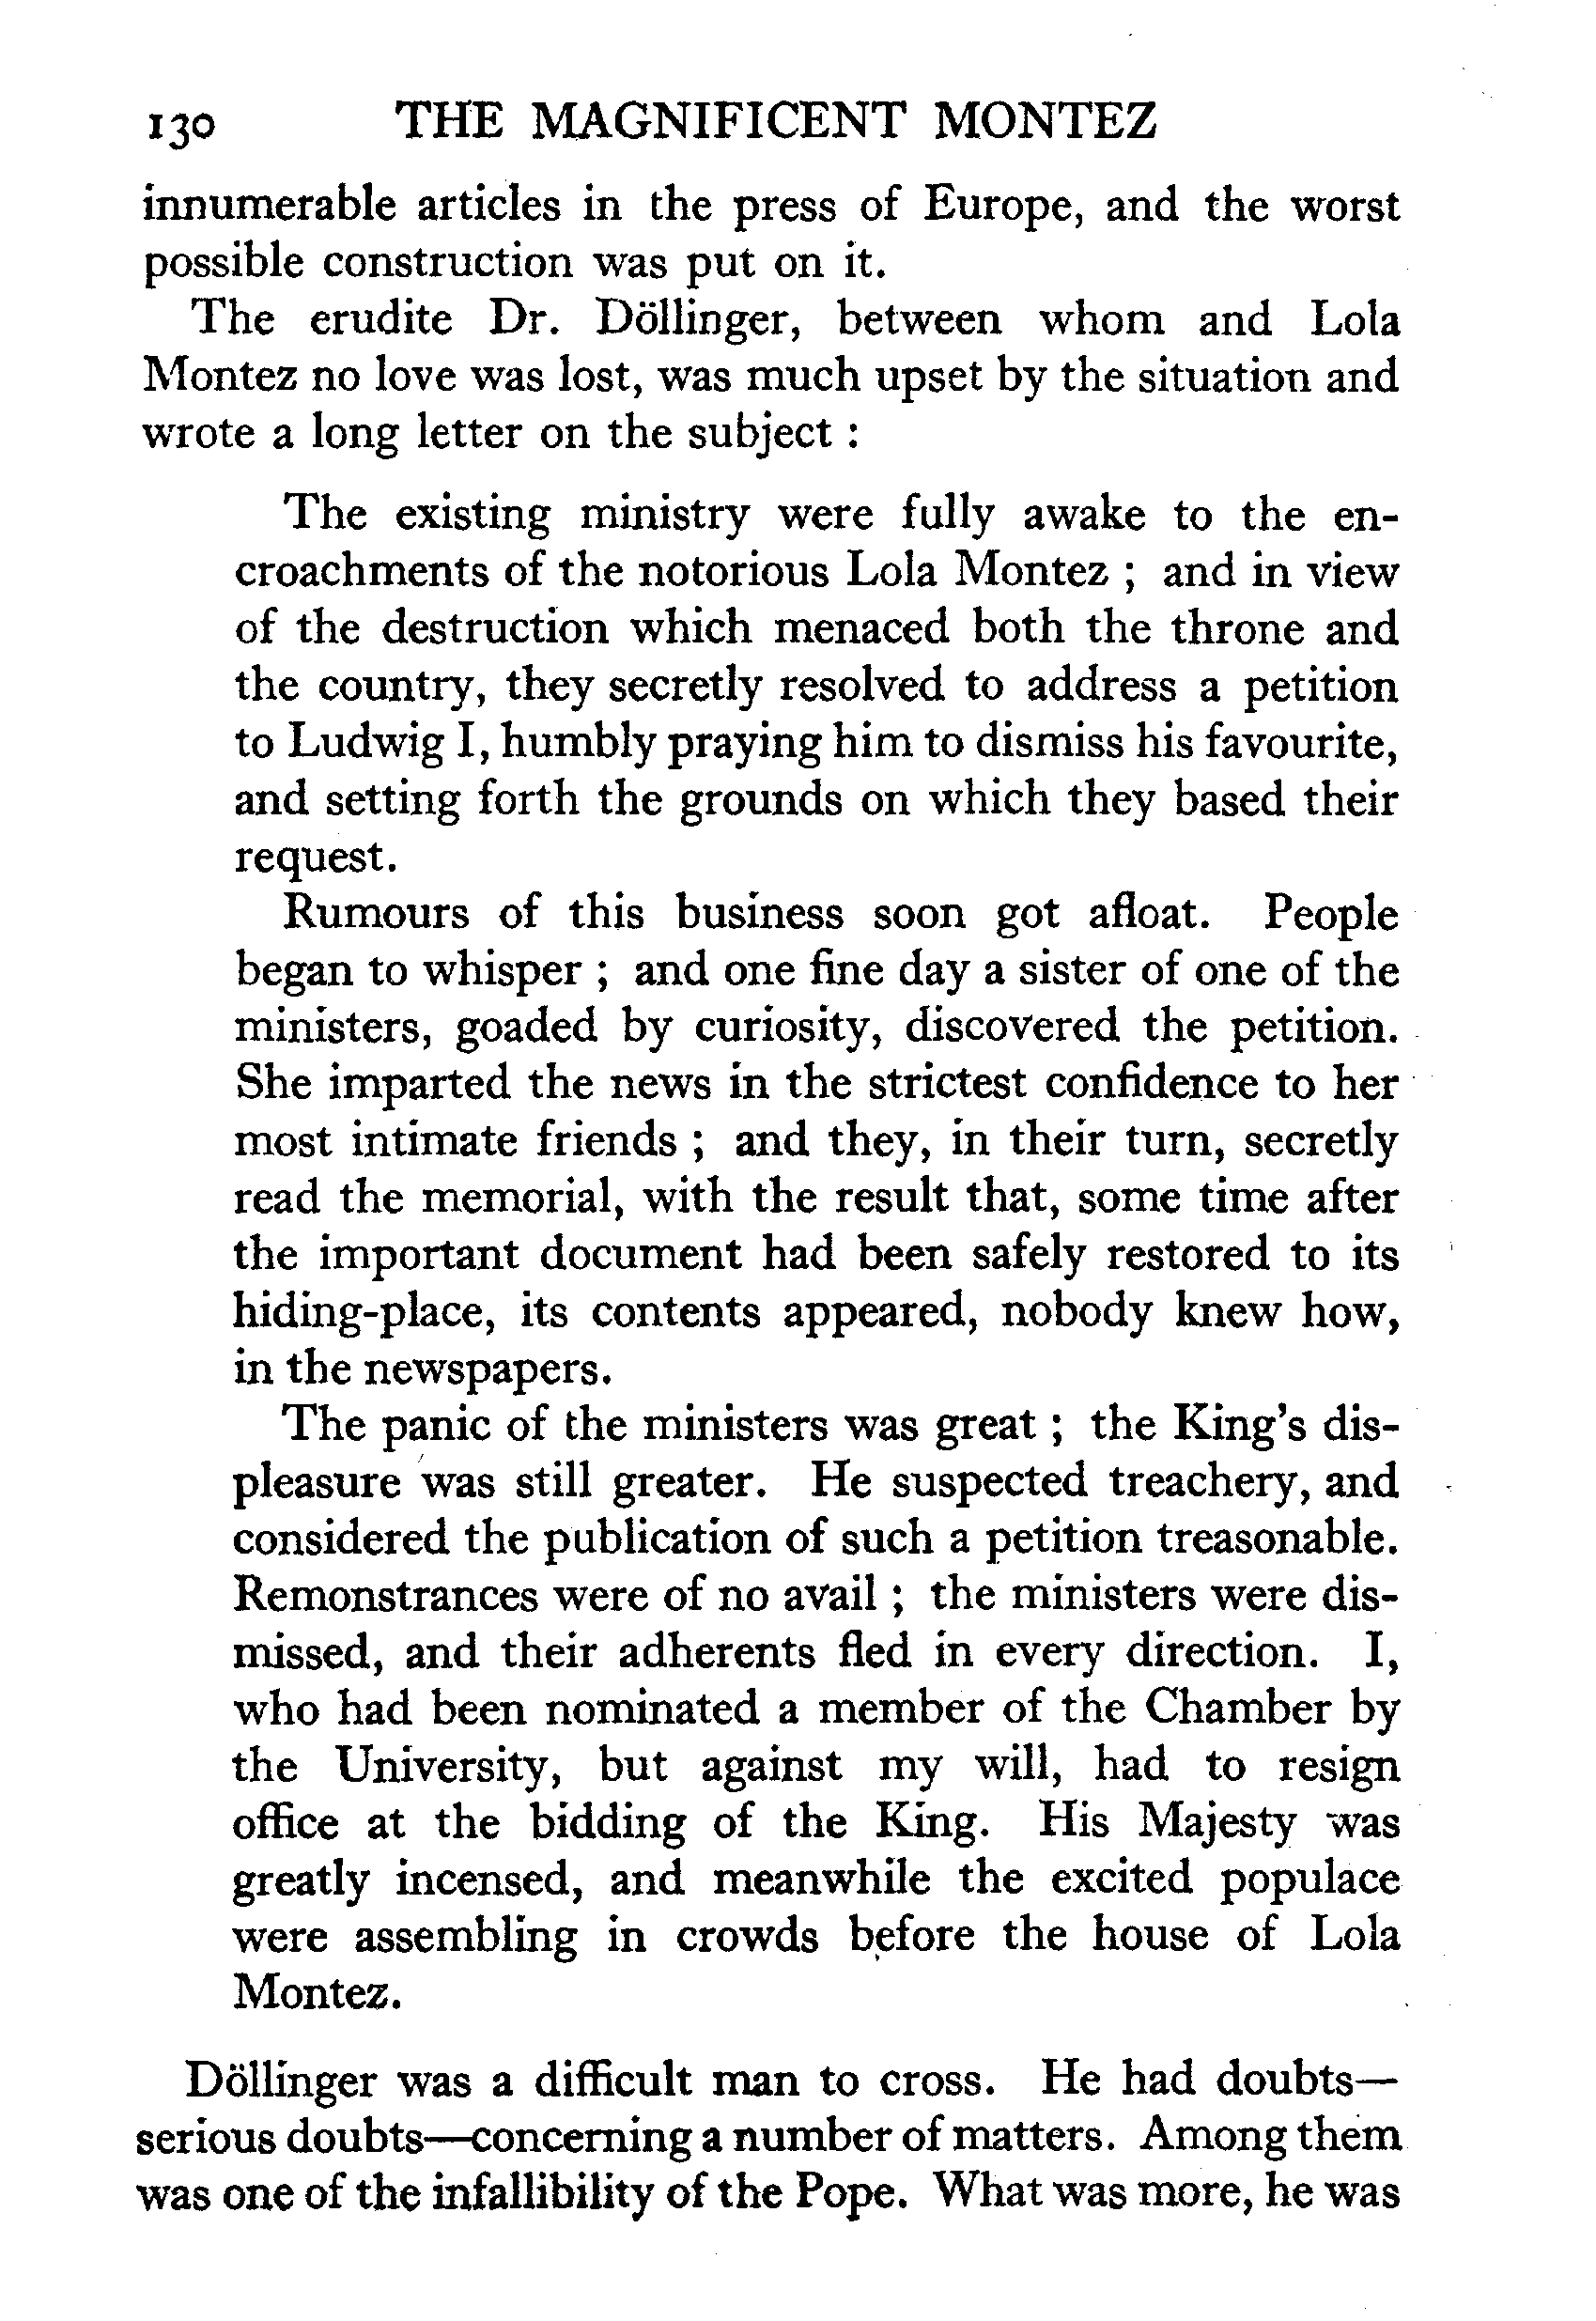 130 THE MAGNIFICENT MONTEZ
innumerable articles in the press of Europe, and the worst
possible construction was put on it.
The erudite Dr. Döllinger, between whom and Lola
Montez no love was lost, was much upset by the situation and
wrote a long letter on the subject :
The existing ministry were fully awake to the en-
croachments of the notorious Lola Montez ; and in view
of the destruction which menaced both the throne and
the country, they secretly resolved to address a petition
to Ludwig I, humbly praying him to dismiss his favourite,
and setting forth the grounds on which they based their
request.
Rumours of this business soon got afloat. People
began to whisper ; and one fine day a sister of one of the
ministers, goaded by curiosity, discovered the petition.
She imparted the news in the strictest confidence to her
most intimate friends ; and they, in their turn, secretly
read the memorial, with the result that, some time after
the important document had been safely restored to its
hiding-place, its contents appeared, nobody knew how,
in the newspapers.
The panic of the ministers was great ; the King's dis-
pleasure was still greater. He suspected treachery, and
considered the publication of such a petition treasonable.
Remonstrances were of no avail ; the ministers were dis-
missed, and their adherents fled in every direction. I,
who had been nominated a member of the Chamber by
the University, but against my will, had to resign
office at the bidding of the King. His Majesty was
greatly incensed, and meanwhile the excited populace
were assembling in crowds before the house of Lola
Montez.
Döllinger was a difficult man to cross. He had doubts—
serious doubts—concerning a number of matters. Among them
was one of the infallibility of the Pope. What was more, he was